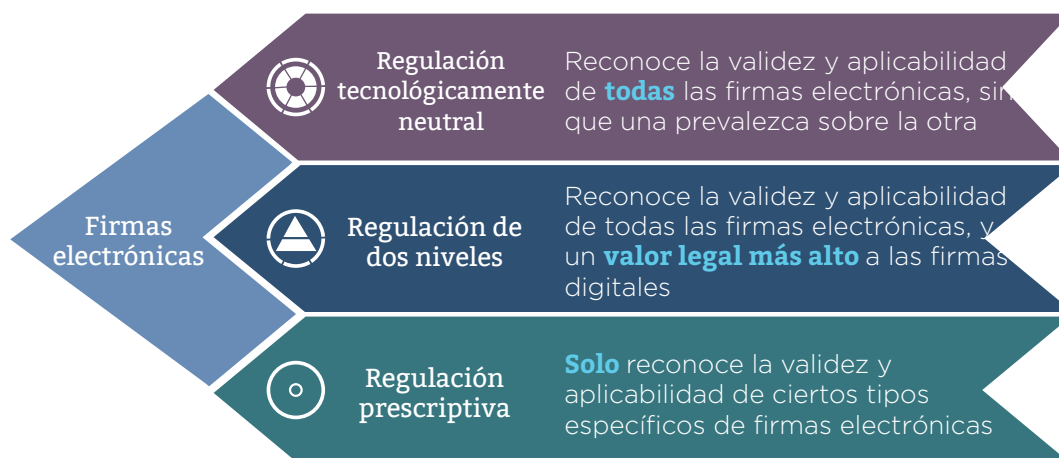 Firmas
electrónicas
Regulación
tecnológicamente
neutral
Reconoce la validez y aplicabilidad
de todas las firmas electrónicas, sin
que una prevalezca sobre la otra
Regulación de
dos niveles
Reconoce la validez y aplicabilidad
de todas las firmas electrónicas, y
un valor legal más alto a las firmas
digitales
Regulación
prescriptiva
Solo reconoce la validez y
aplicabilidad de ciertos tipos
específicos de firmas electrónicas